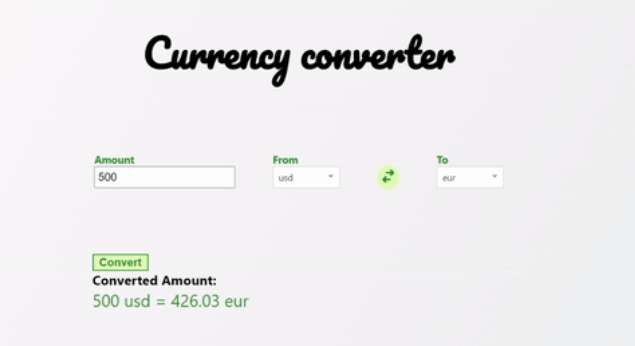 Currency converter
Amount From To
500 usd eur
Convert
Converted Amount:
500 usd = 426.03 eur